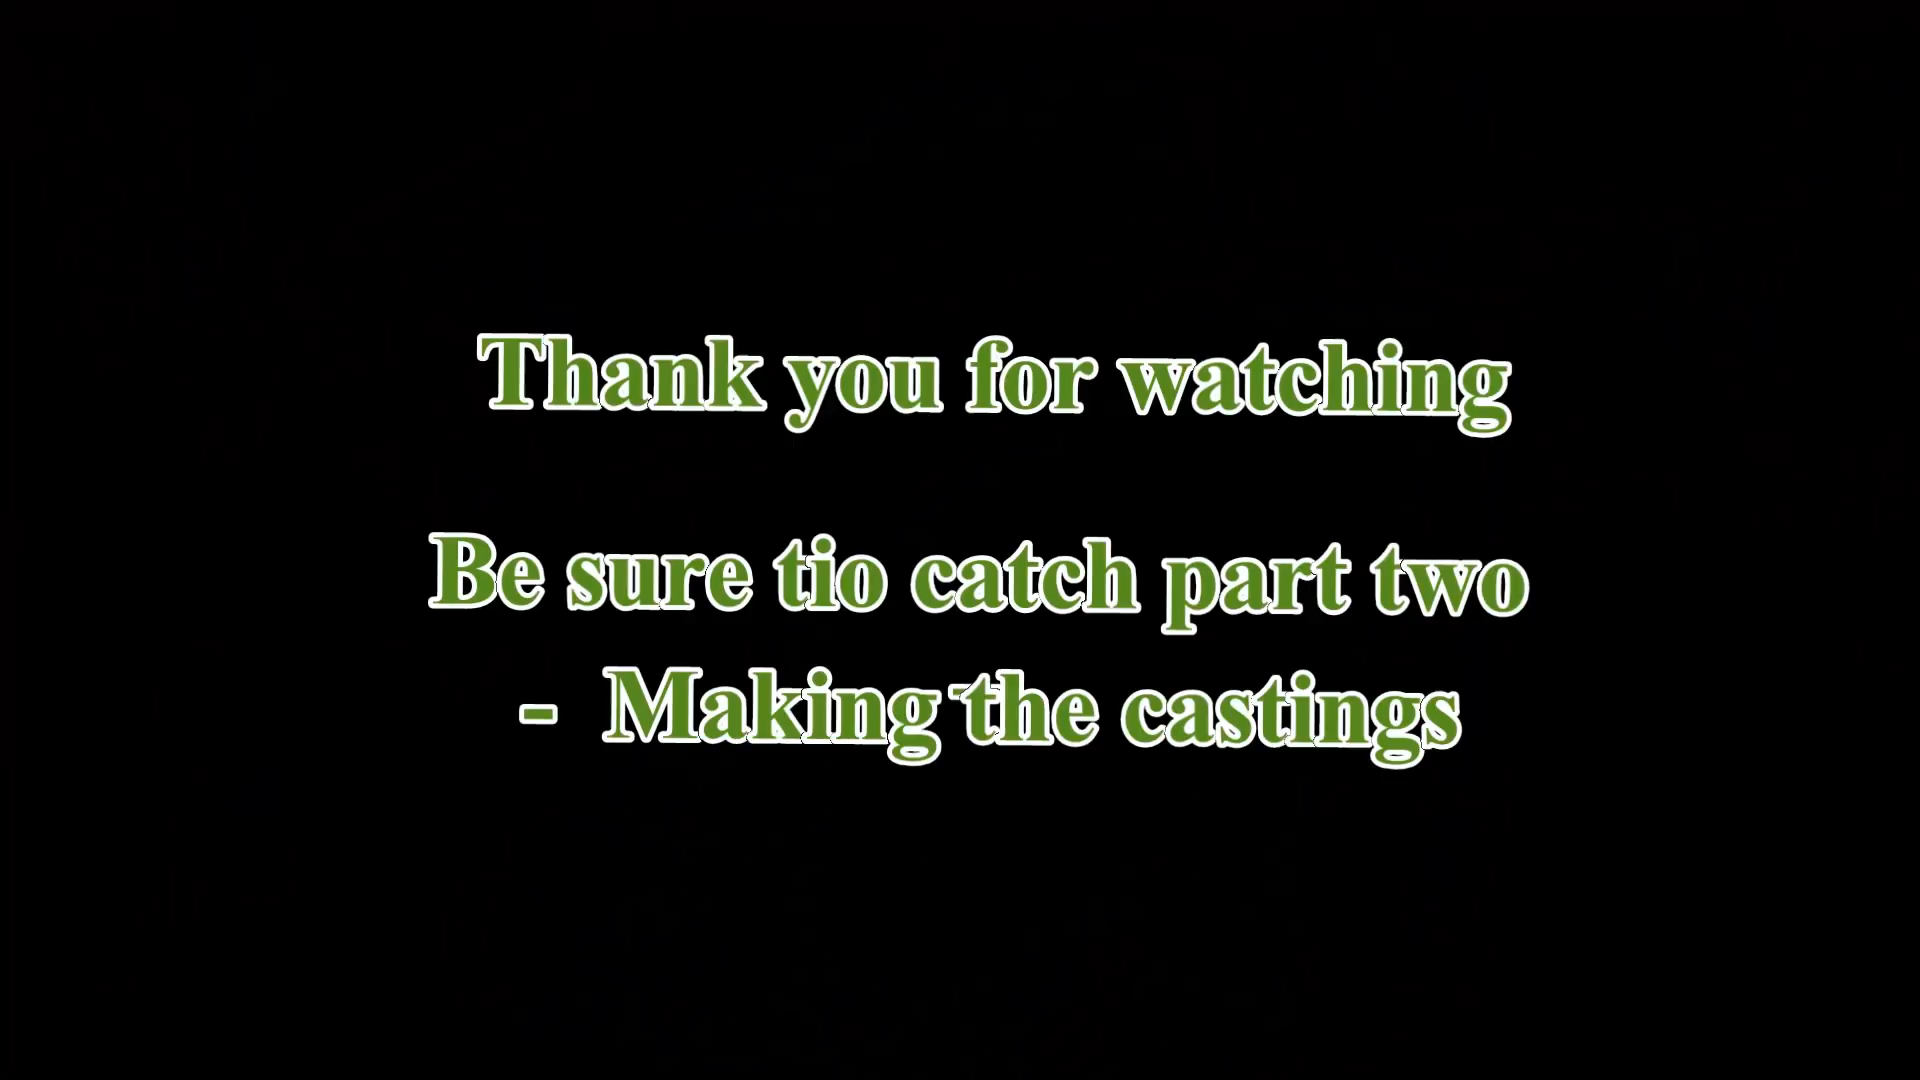 Thank you for watching
Be sure tio catch part two
- Making the castings